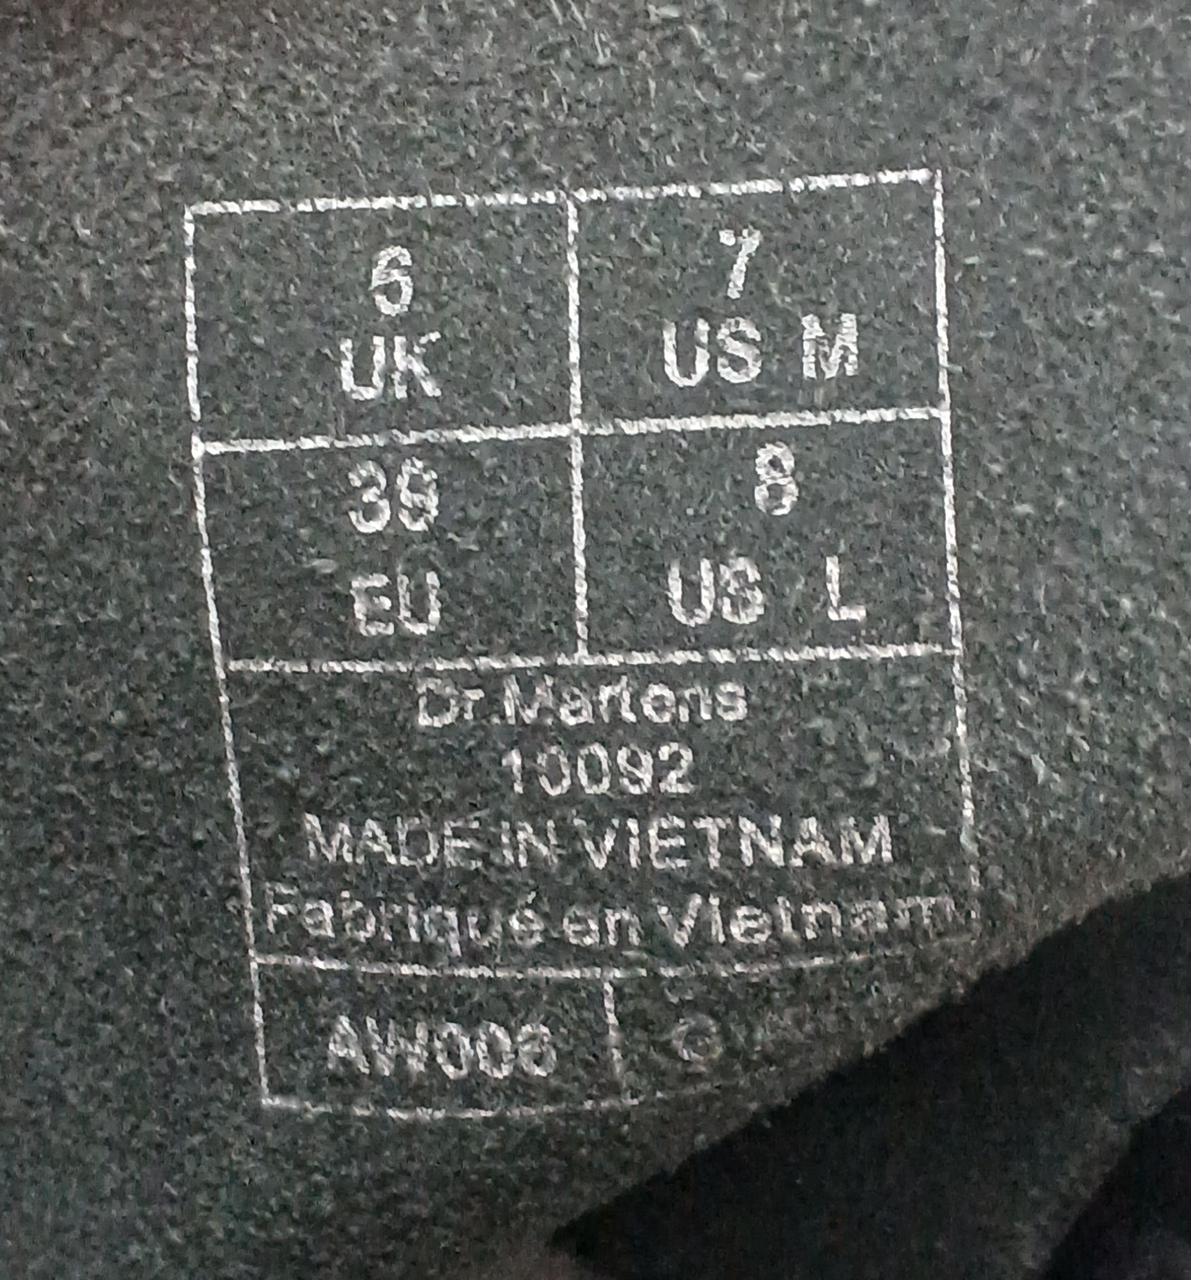 6
UK
7
US M
39
EU
8
US L
Dr.Martens
10092
MADE IN VIETNAM
Fabriqué en Vietnam
AW006